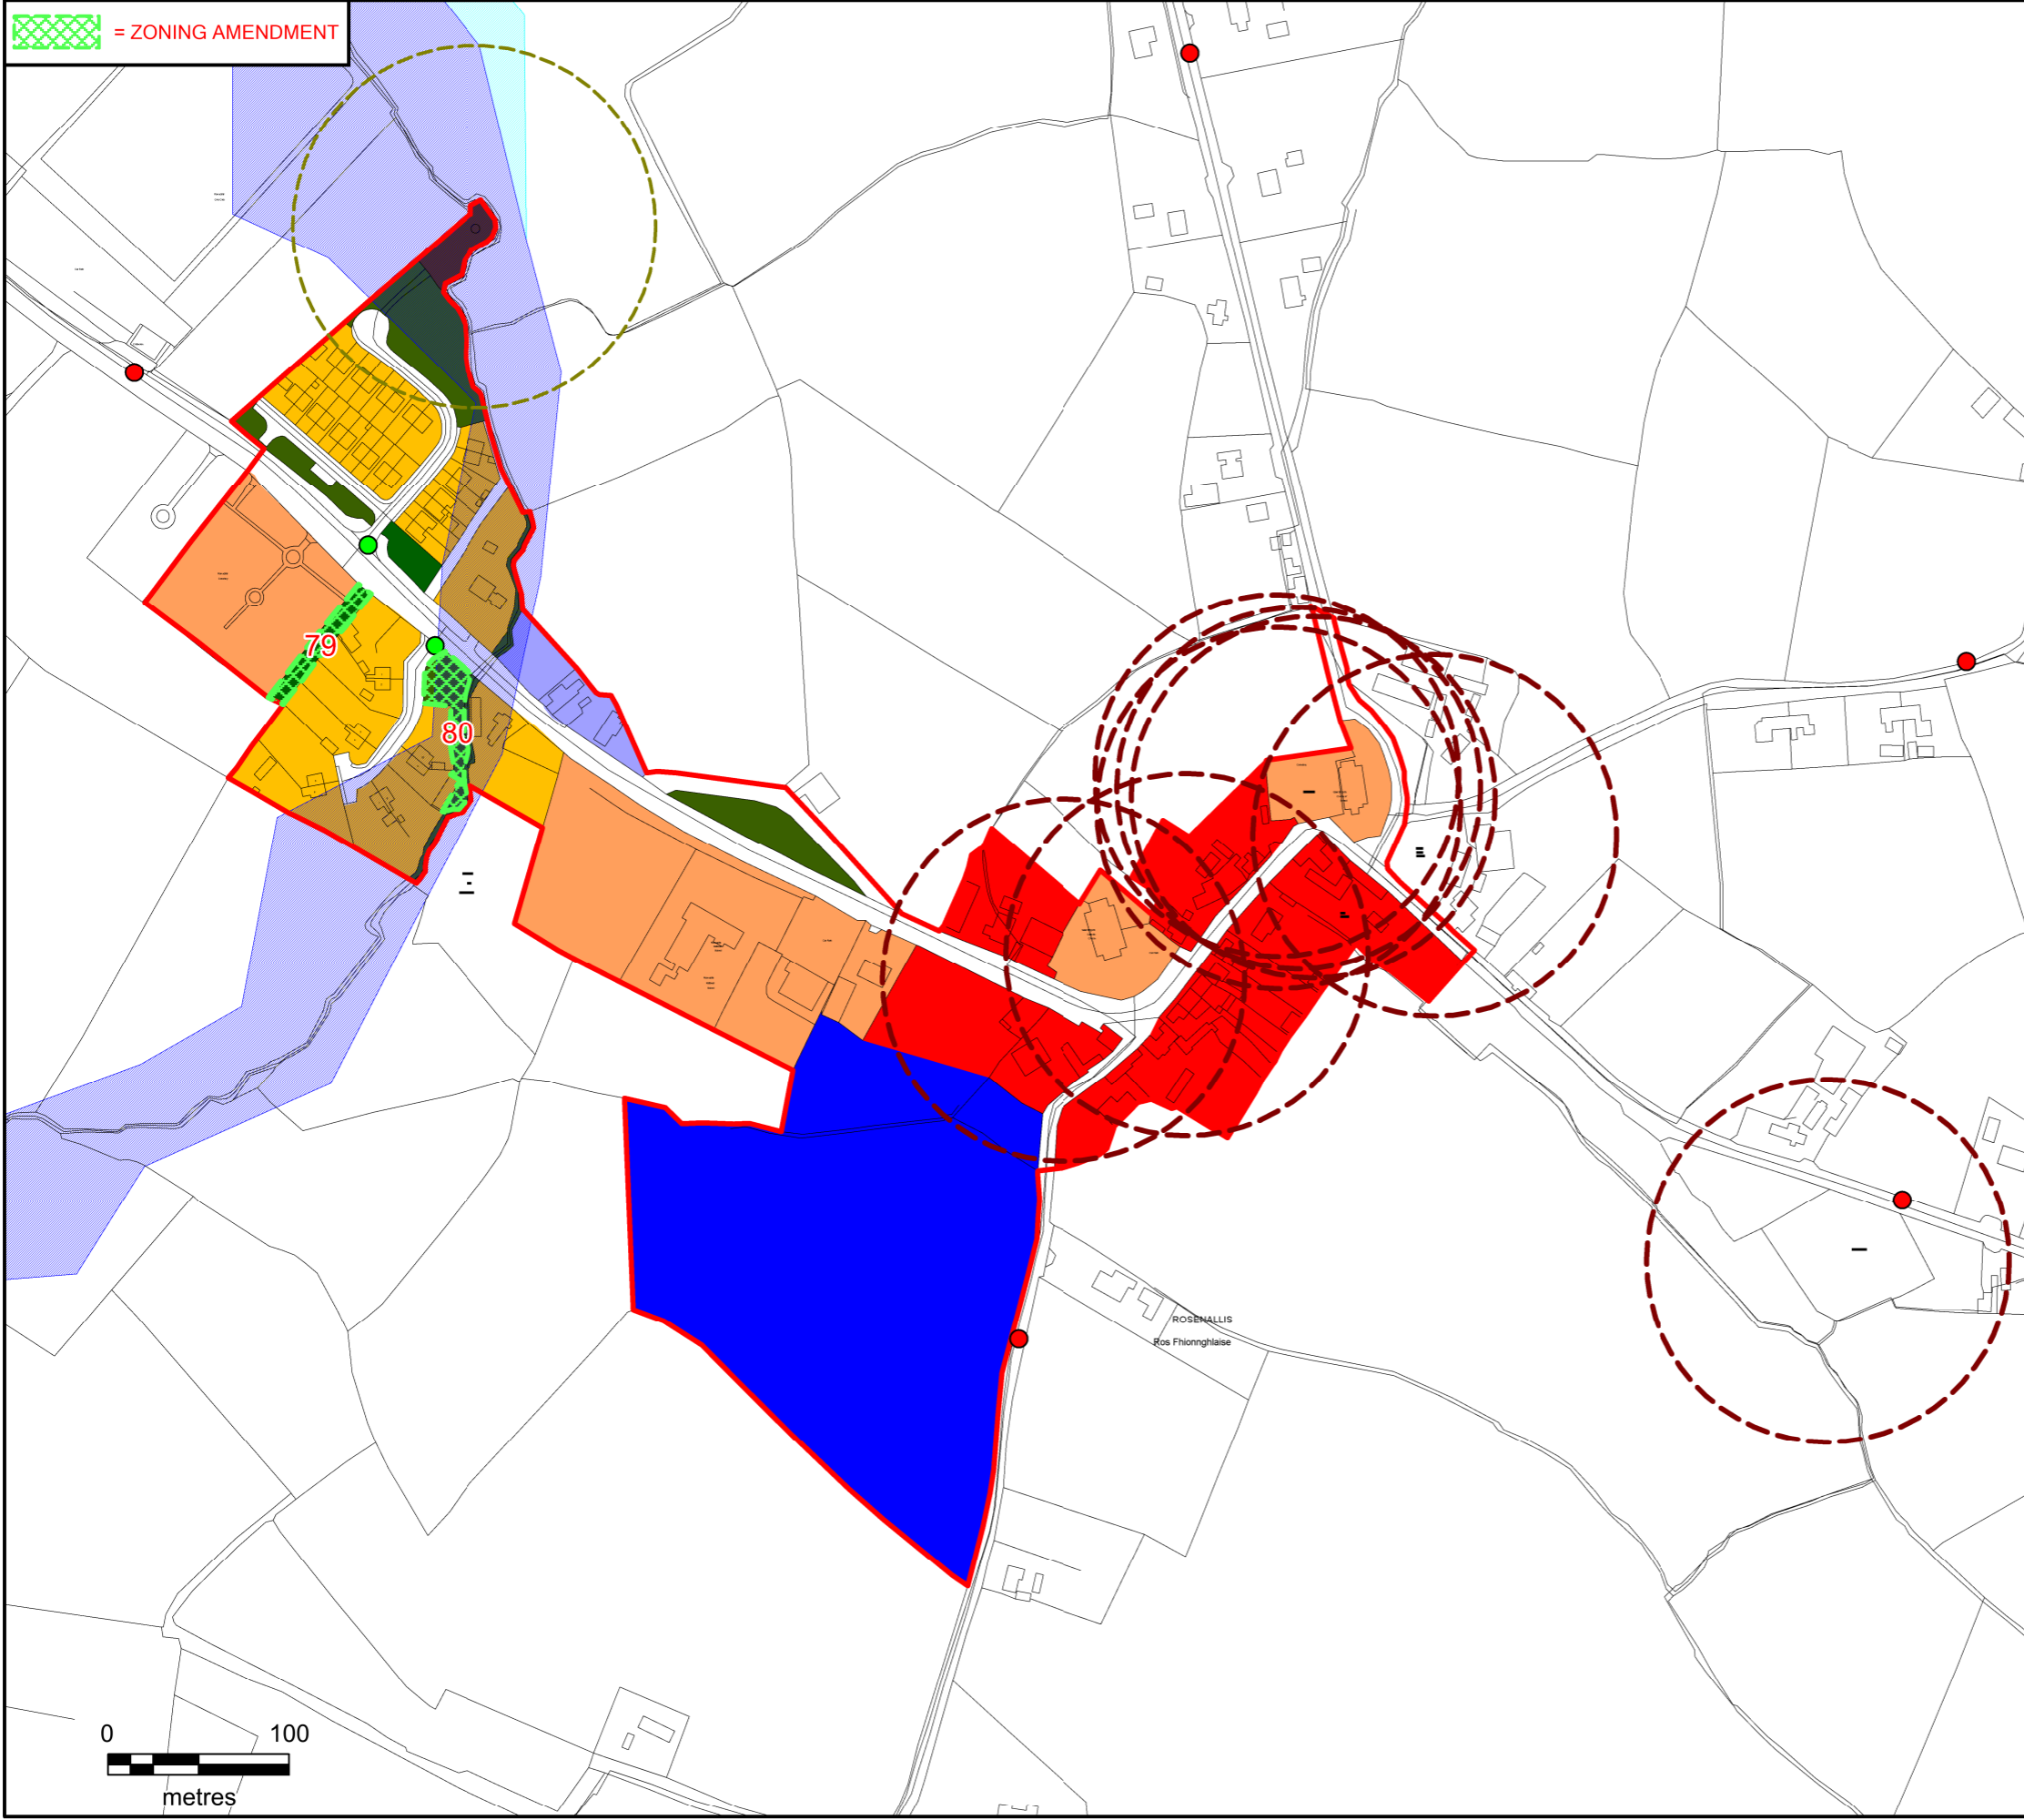 = ZONING AMENDMENT
79
80
ROSENALLIS
Ros Fhionnghlaise
0 100
metres